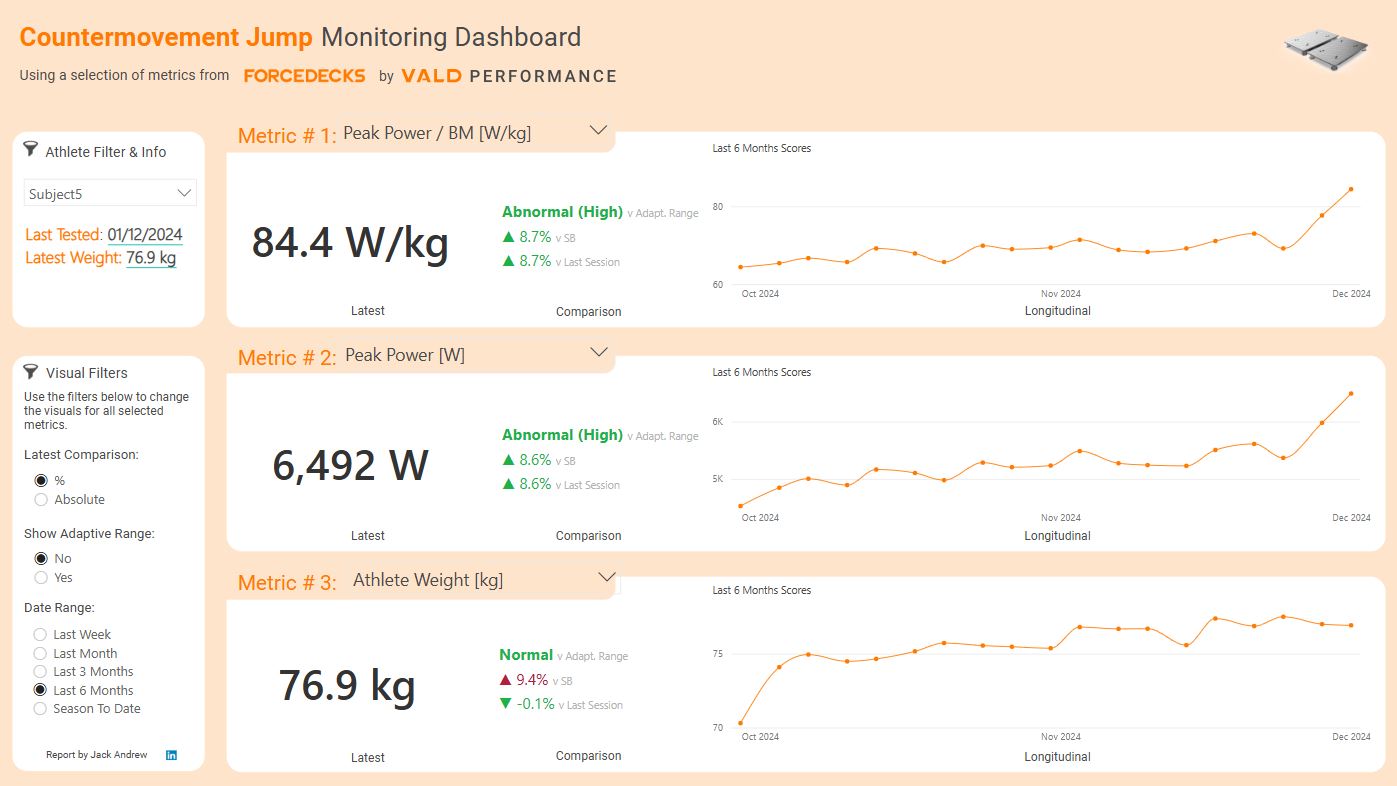 Countermovement Jump Monitoring Dashboard
Using a selection of metrics from FORCEDECKS by VALD PERFORMANCE
Athlete Filter & Info
Subject5
Last Tested: 01/12/2024
Latest Weight: 76.9 kg
Visual Filters
Use the filters below to change
the visuals for all selected
metrics.
Latest Comparison:
%
Absolute
Show Adaptive Range:
No
Yes
Date Range:
Last Week
Last Month
Last 3 Months
Last 6 Months
Season To Date
Report by Jack Andrew in
Metric # 1: Peak Power / BM [W/kg]
84.4 W/kg
Latest
Abnormal (High) v Adapt. Range
▲ 8.7% v SB
▲ 8.7% v Last Session
Comparison
Last 6 Months Scores
80
60
Oct 2024 Nov 2024 Dec 2024
Longitudinal
Metric # 2: Peak Power [W]
6,492 W
Latest
Abnormal (High) v Adapt. Range
▲ 8.6% v SB
▲ 8.6% v Last Session
Comparison
Last 6 Months Scores
6K
5K
Oct 2024 Nov 2024 Dec 2024
Longitudinal
Metric # 3: Athlete Weight [kg]
76.9 kg
Latest
Normal v Adapt. Range
▲ 9.4% v SB
▼ -0.1% v Last Session
Comparison
Last 6 Months Scores
75
70
Oct 2024 Nov 2024 Dec 2024
Longitudinal